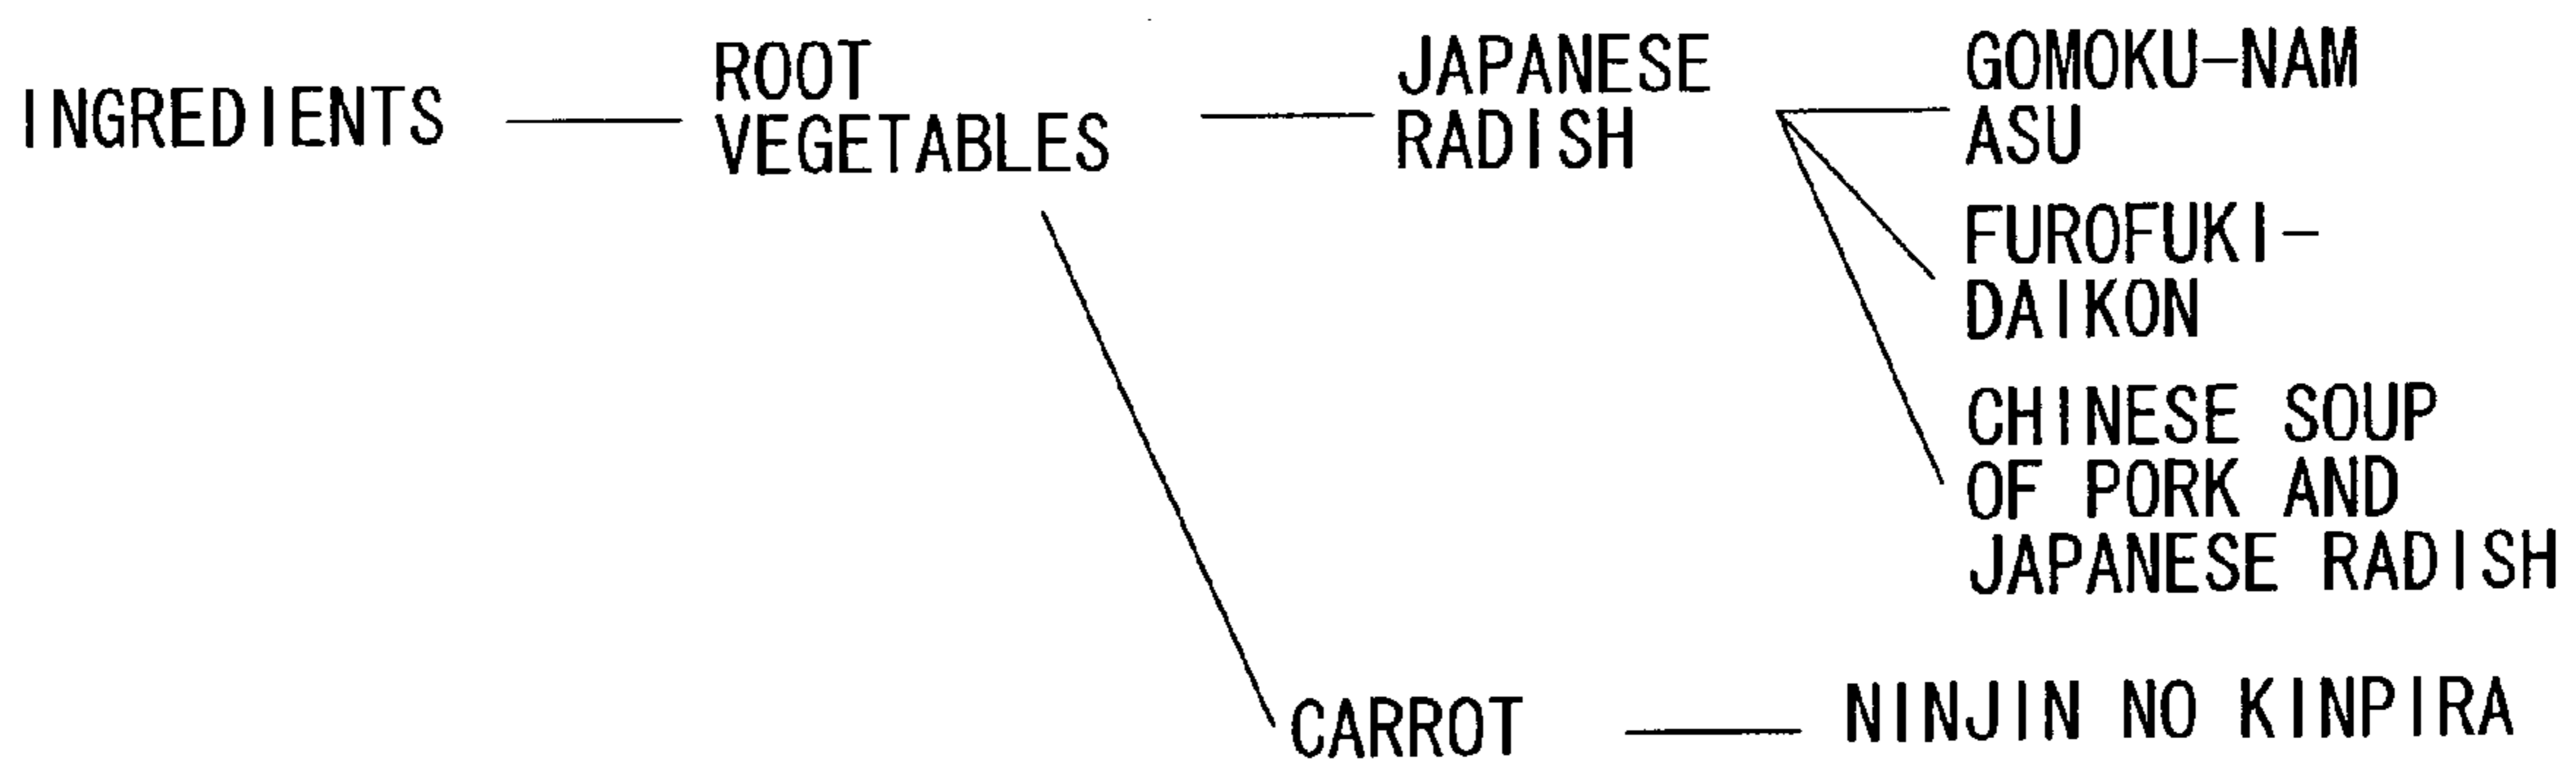 INGREDIENTS
ROOT
VEGETABLES
JAPANESE
RADISH
GOMOKU-NAM
ASU
FUROFUKI-
DAIKON
CHINESE SOUP
OF PORK AND
JAPANESE RADISH
CARROT
NINJIN NO KINPIRA